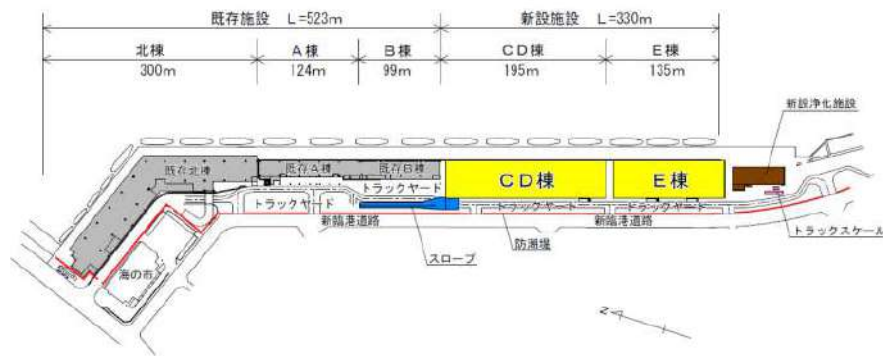 既存施設 L=523m
新設施設 L=330m
北棟
A棟
B棟
CD棟
E棟
300m
124m
99m
195m
135m
新設浄化施設
既存北棟
既存A棟
既存B棟
CD棟
E棟
トラックヤード
トラックヤード
トラックヤード
トラックヤード
新臨港道路
新臨港道路
トラックスケール
防潮堤
スロープ
海の市
N